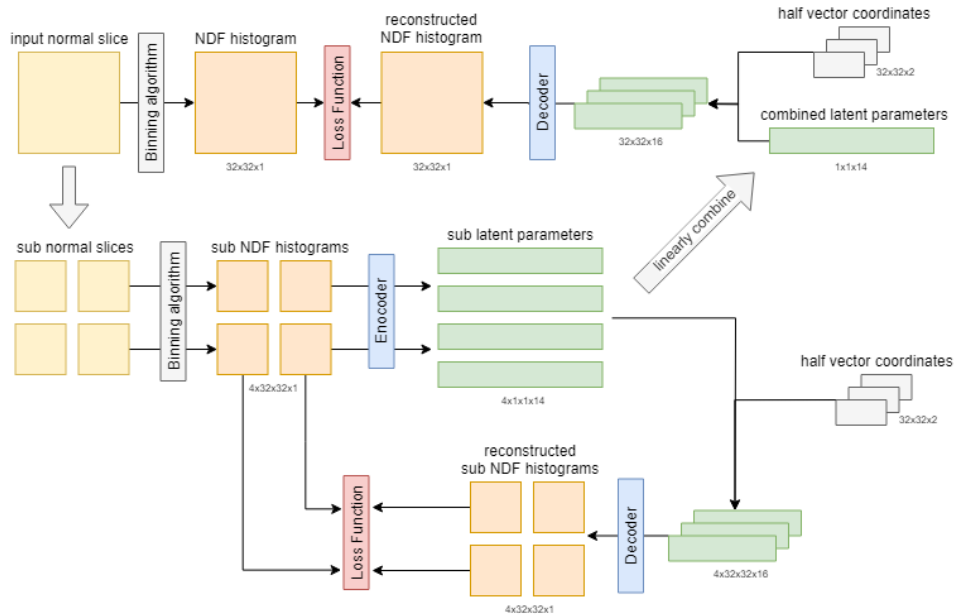 input normal slice
Binning algorithm
NDF histogram
32x32x1
Loss Function
reconstructed
NDF histogram
32x32x1
Decoder
32x32x16
half vector coordinates
32x32x2
combined latent parameters
1x1x14
linearly combine
sub normal slices
Binning algorithm
sub NDF histograms
4x32x32x1
Enocoder
sub latent parameters
4x1x1x14
half vector coordinates
32x32x2
Loss Function
reconstructed
sub NDF histograms
4x32x32x1
Decoder
4x32x32x16